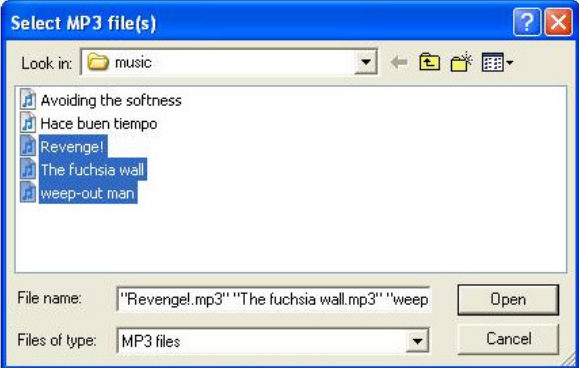 Select MP3 file(s)
Look in: music
Avoiding the softness
Hace buen tiempo
Revenge!
The fuchsia wall
weep-out man
File name: "Revenge!.mp3" "The fuchsia wall.mp3" "weep Open
Files of type: MP3 files Cancel